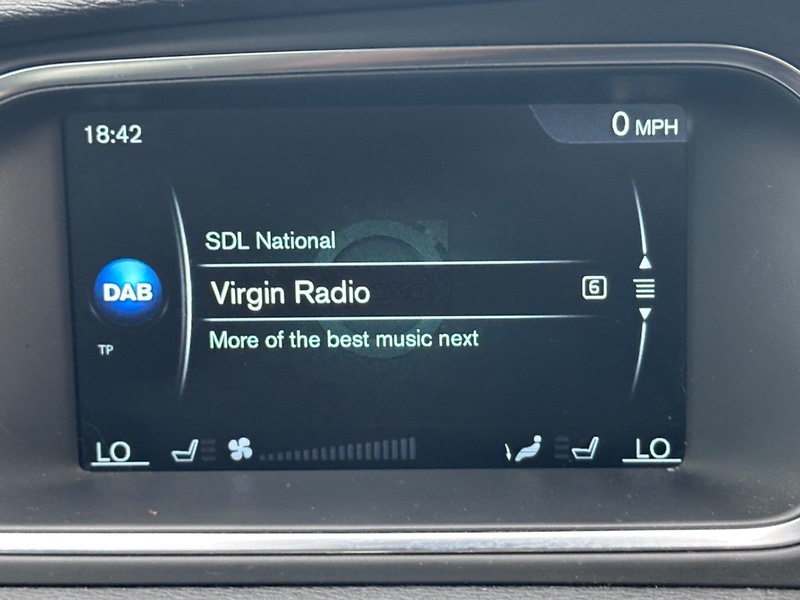 18:42
0 MPH
SDL National
DAB
Virgin Radio
6
More of the best music next
TP
LO
LO